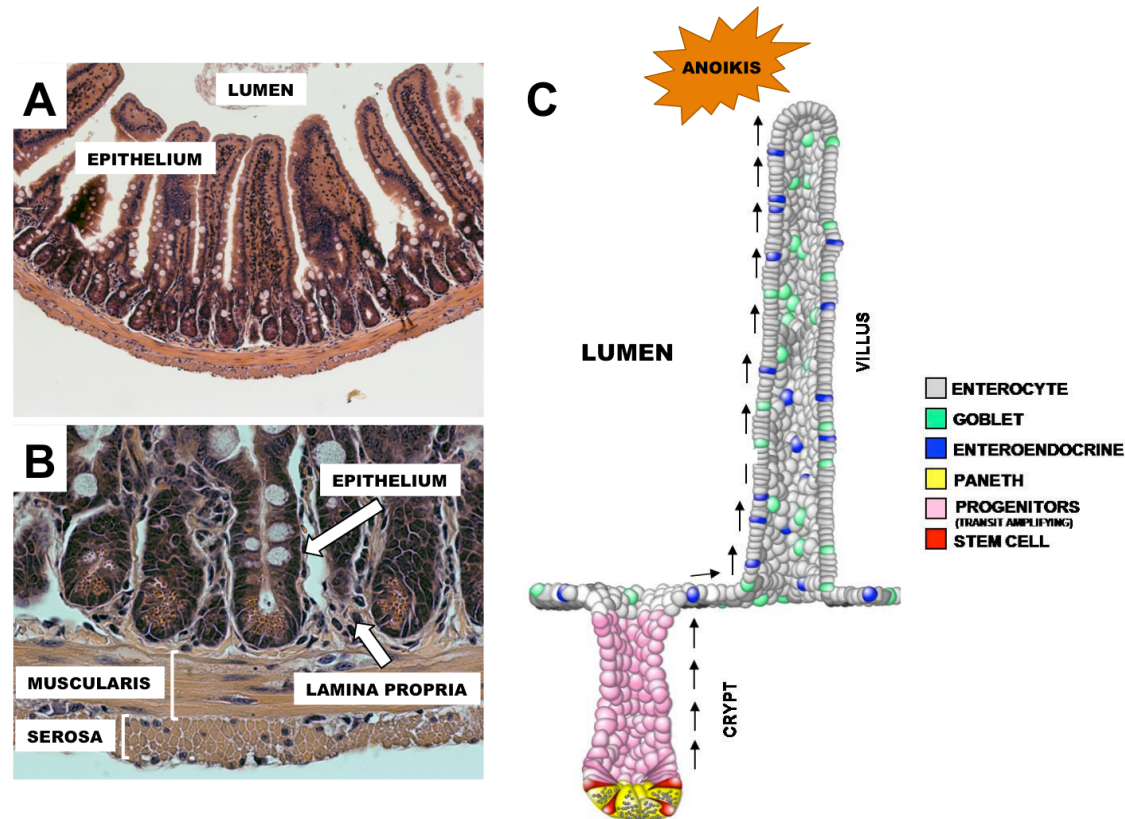 A
LUMEN
EPITHELIUM
B
EPITHELIUM
MUSCULARIS
LAMINA PROPRIA
SEROSA
C
ANOIKIS
LUMEN
VILLUS
CRYPT
ENTEROCYTE
GOBLET
ENTEROENDOCRINE
PANETH
PROGENITORS
(TRANSIT AMPLIFYING)
STEM CELL